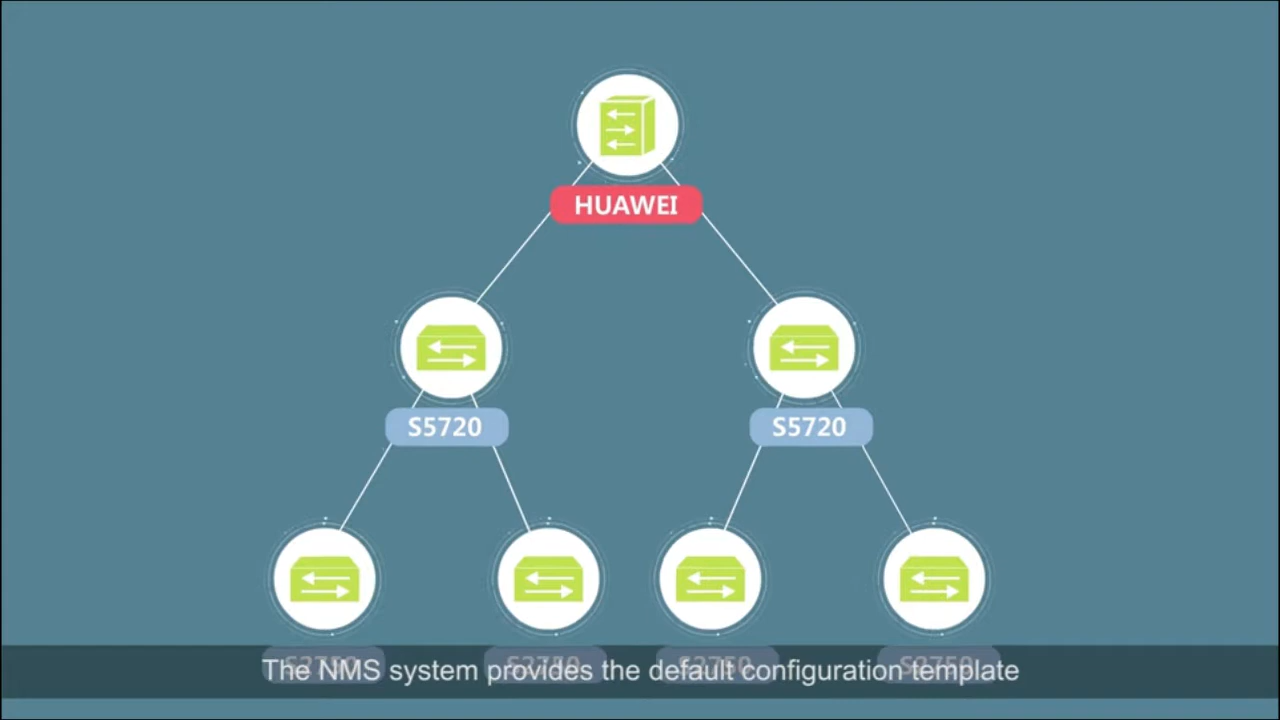 HUAWEI
S5720 S5720
The NMS system provides the default configuration template